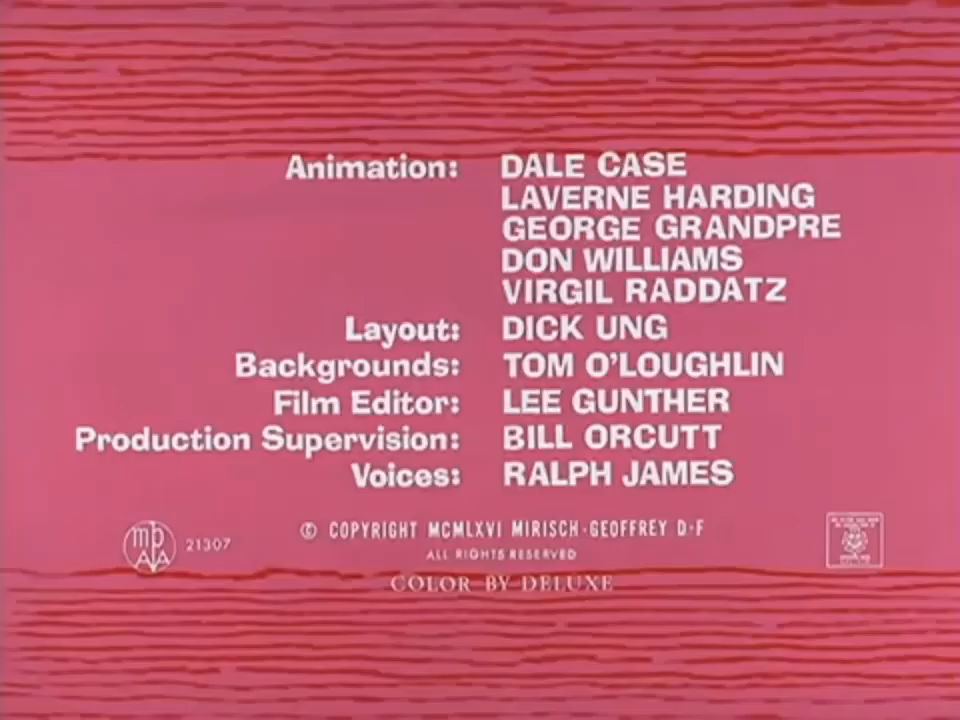 Animation: DALE CASE
LAVERNE HARDING
GEORGE GRANDPRE
DON WILLIAMS
VIRGIL RADDATZ
Layout: DICK UNG
Backgrounds: TOM O'LOUGHLIN
Film Editor: LEE GUNTHER
Production Supervision: BILL ORCUTT
Voices: RALPH JAMES
© COPYRIGHT MCMLXVI MIRISCH-GEOFFREY D-F
mp AA 21307
ALL RIGHTS RESERVED
COLOR BY DELUXE